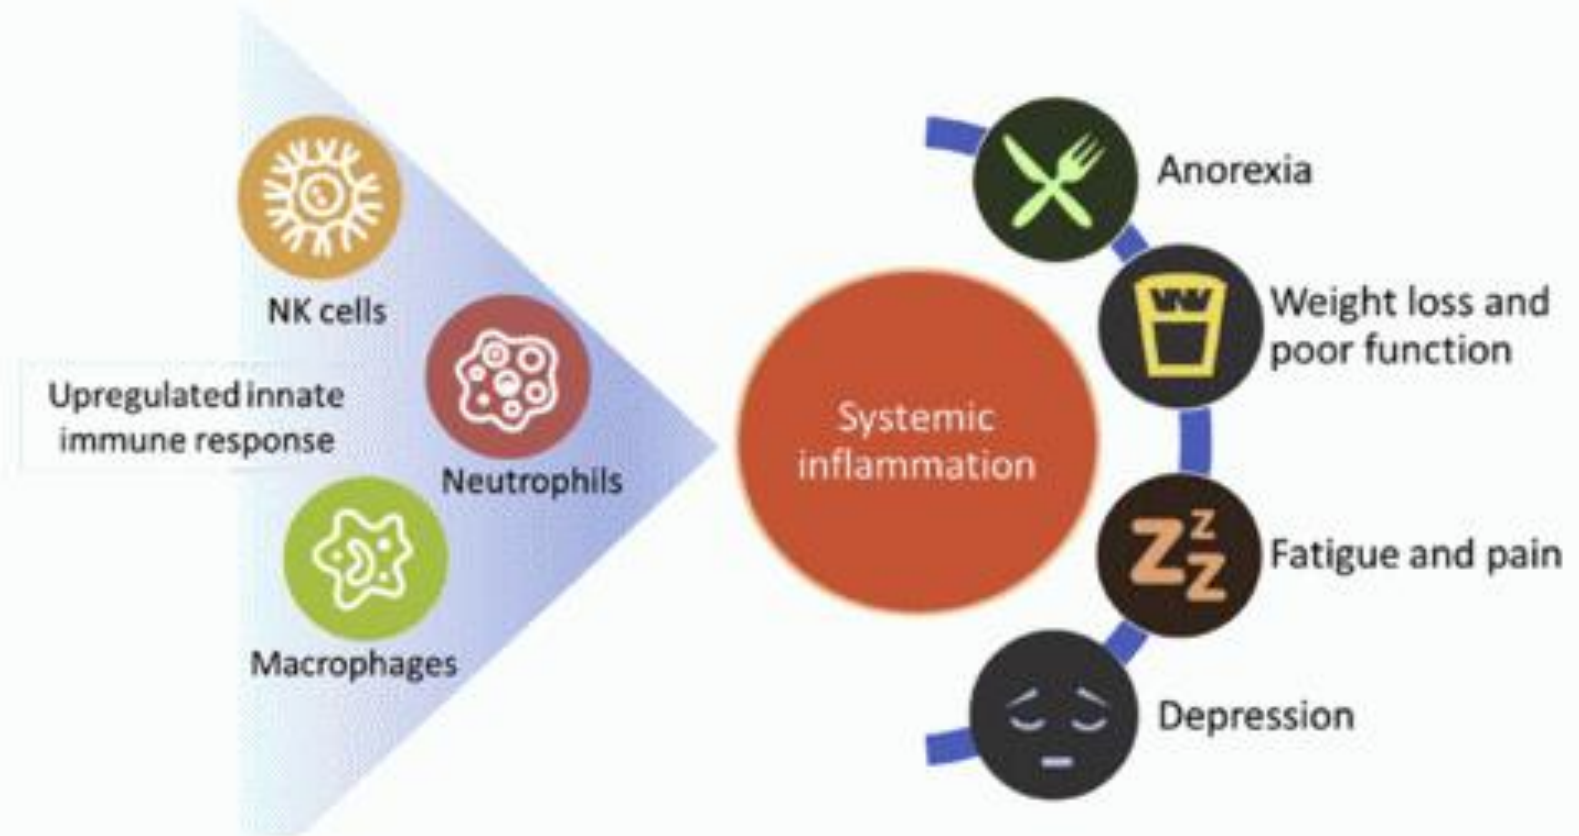 NK cells
Upregulated innate
immune response
Neutrophils
Macrophages
Systemic
inflammation
Anorexia
Weight loss and
poor function
Fatigue and pain
Depression